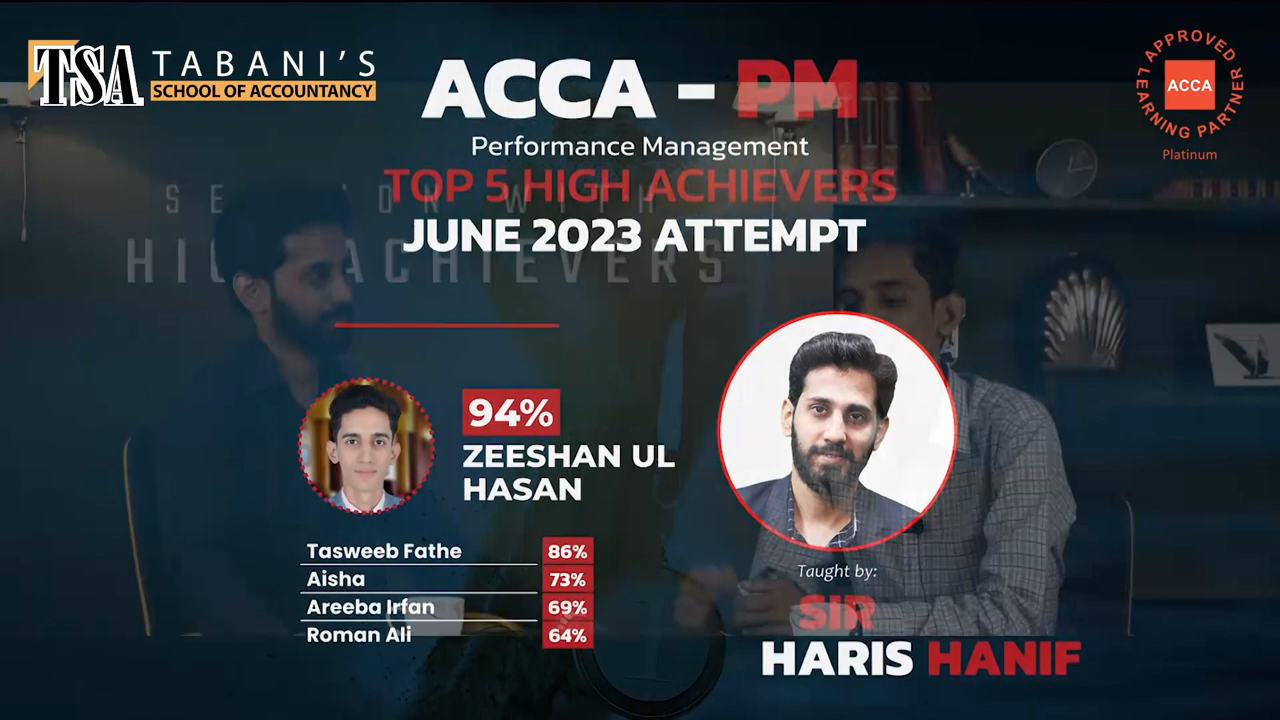 TSA TABANI'S
SCHOOL OF ACCOUNTANCY
ACCA – PM
Performance Management
TOP 5 HIGH ACHIEVERS
JUNE 2023 ATTEMPT
APPROVED LEARNING PARTNER
ACCA
Platinum
WITH
ACHIEVERS
94%
ZEESHAN UL
HASAN
Tasweeb Fathe 86%
Aisha 73%
Areeba Irfan 69%
Roman Ali 64%
Taught by:
SIR
HARIS HANIF